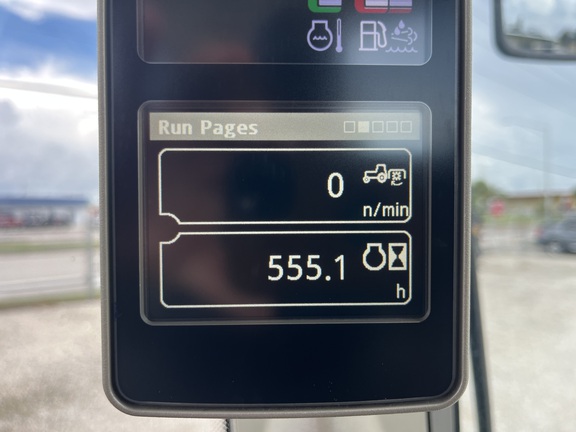 Run Pages
0
n/min
555.1
h